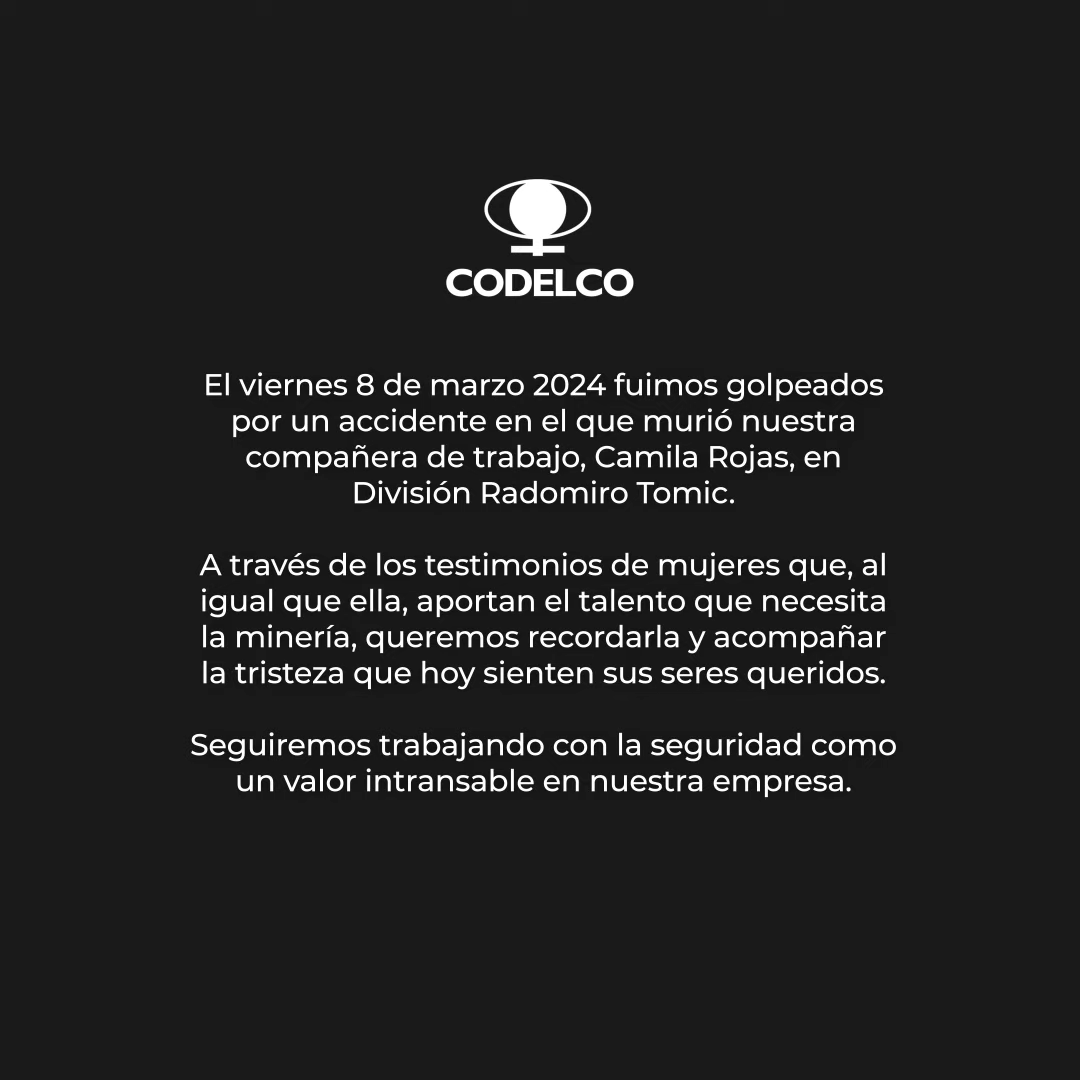 CODELCO
El viernes 8 de marzo 2024 fuimos golpeados
por un accidente en el que murió nuestra
compañera de trabajo, Camila Rojas, en
División Radomiro Tomic.
A través de los testimonios de mujeres que, al
igual que ella, aportan el talento que necesita
la minería, queremos recordarla y acompañar
la tristeza que hoy sienten sus seres queridos.
Seguiremos trabajando con la seguridad como
un valor intransable en nuestra empresa.